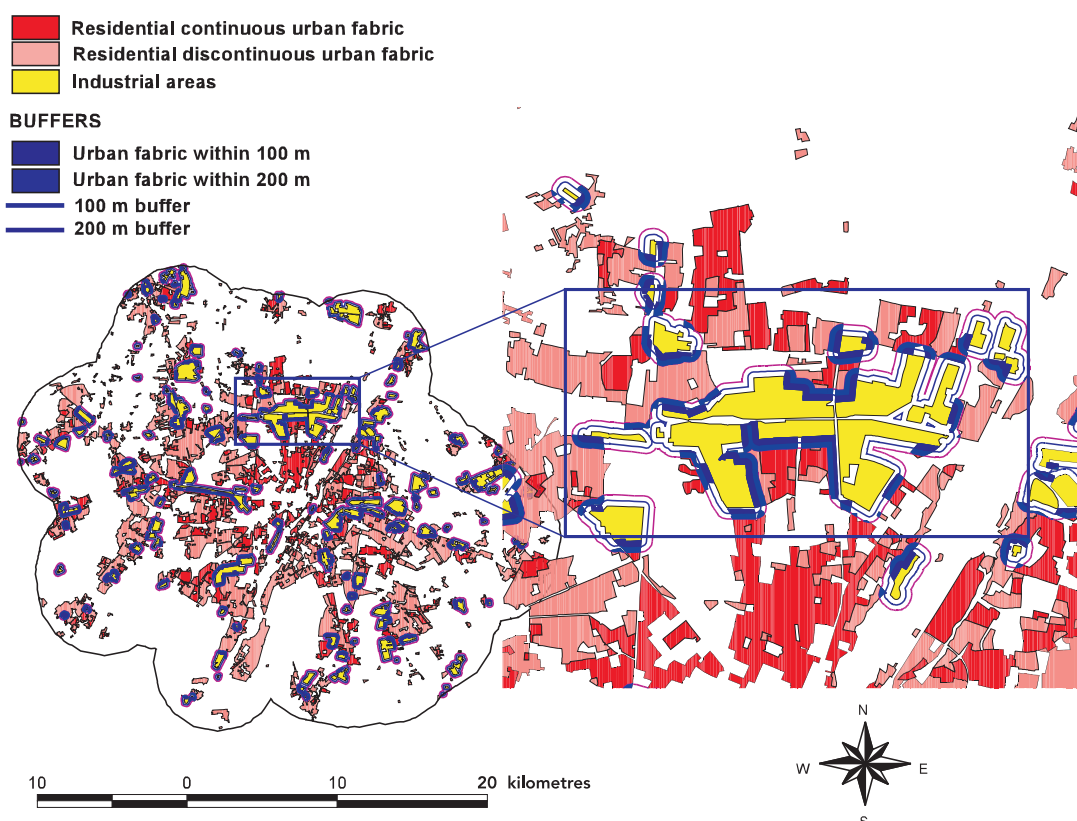 Residential continuous urban fabric
Residential discontinuous urban fabric
Industrial areas
BUFFERS
Urban fabric within 100 m
Urban fabric within 200 m
100 m buffer
200 m buffer
N
W E
S
10 0 10 20 kilometres